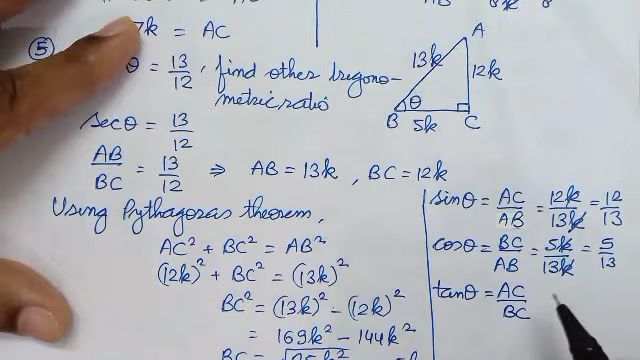 7k = AC
⑤ θ = 13/12, find other trigono-
metric ratio
A
13k
12k
θ
B
5k
C
secθ = 13/12
AB/BC = 13/12 ⇒ AB = 13k, BC = 12k
Using Pythagoras theorem,
AC² + BC² = AB²
(12k)² + BC² = (13k)²
BC² = (13k)² - (12k)²
= 169k² - 144k²
sinθ = AC/AB = 12k/13k = 12/13
cosθ = BC/AB = 5k/13k = 5/13
tanθ = AC/BC